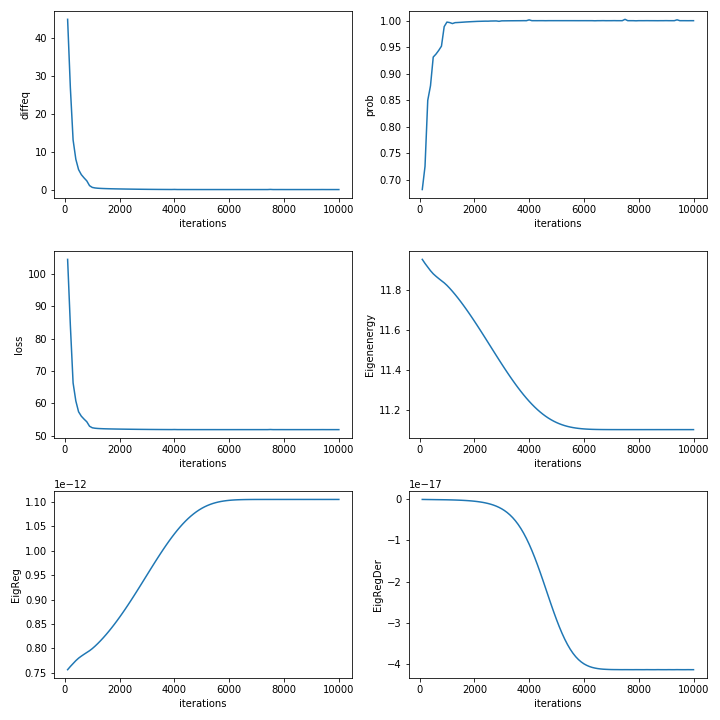 diffeq
40
30
20
10
0
0 2000 4000 6000 8000 10000
iterations
prob
1.00
0.95
0.90
0.85
0.80
0.75
0.70
0 2000 4000 6000 8000 10000
iterations
loss
100
90
80
70
60
50
0 2000 4000 6000 8000 10000
iterations
Eigenenergy
11.8
11.6
11.4
11.2
0 2000 4000 6000 8000 10000
iterations
1e−12
EigReg
1.10
1.05
1.00
0.95
0.90
0.85
0.80
0.75
0 2000 4000 6000 8000 10000
iterations
1e−17
EigRegDer
0
−1
−2
−3
−4
0 2000 4000 6000 8000 10000
iterations